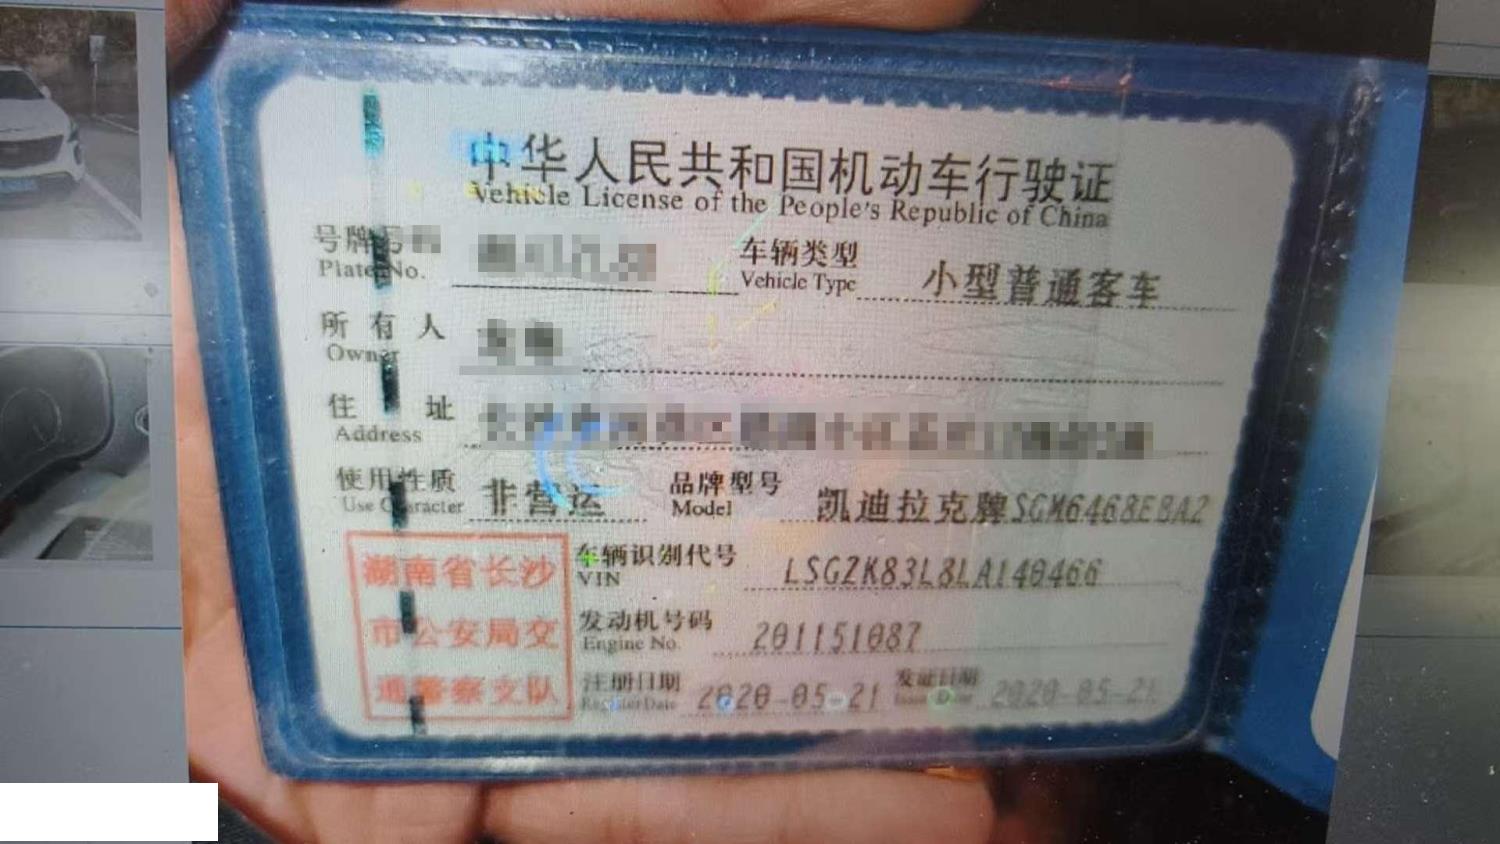 中华人民共和国机动车行驶证
Vehicle License of the People's Republic of China
号牌号码 车辆类型 小型普通客车
Plate No. Vehicle Type
所有人
Owner
住址
Address
使用性质 非营运 品牌型号 凯迪拉克牌SGM6468EBA2
Use Character Model
湖南省长沙
市公安局交
通警察支队
车辆识别代号 LSGZK83L8LA140466
VIN
发动机号码 201151087
Engine No.
注册日期 2020-05-21 发证日期 2020-05-21
Register Date Issue Date